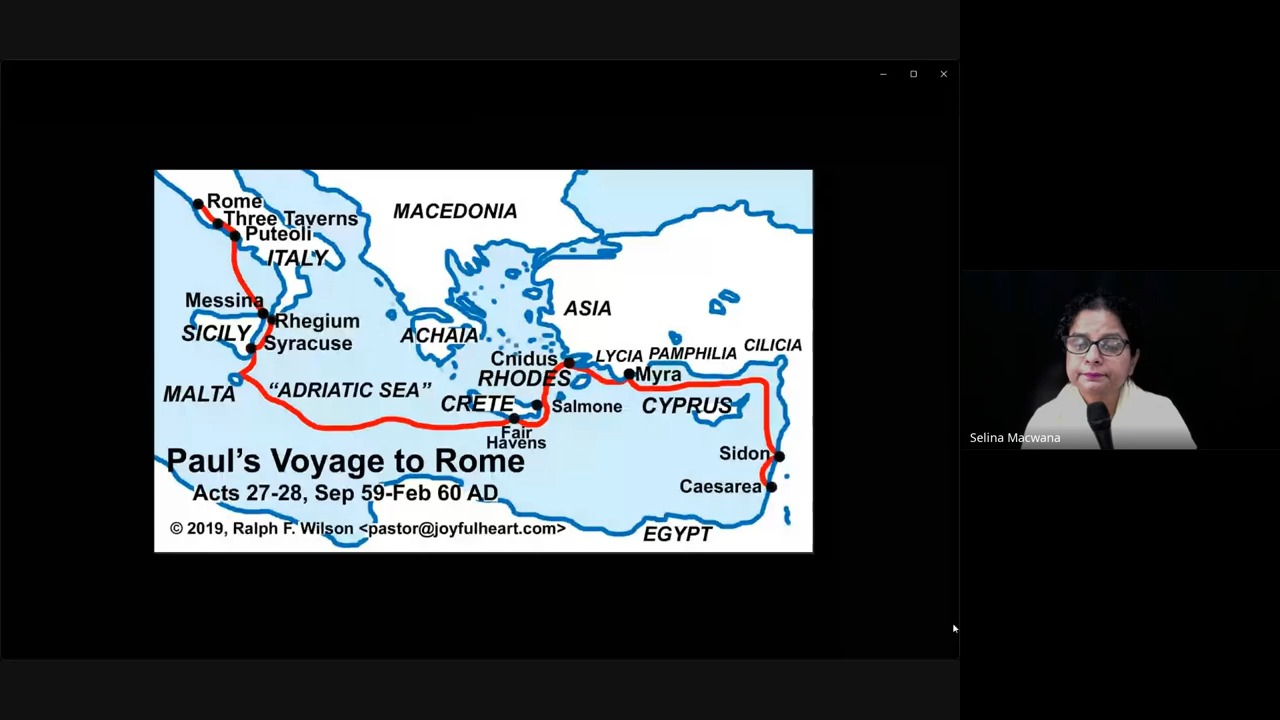 Rome
Three Taverns
Puteoli
MACEDONIA
ITALY
Messina
ASIA
Rhegium
SICILY
Syracuse
ACHAIA
CILICIA
LYCIA PAMPHILIA
Cnidus
Myra
RHODES
MALTA
"ADRIATIC SEA"
CRETE
Salmone
CYPRUS
Fair
Havens
Sidon
Paul's Voyage to Rome
Caesarea
Acts 27-28, Sep 59-Feb 60 AD
© 2019, Ralph F. Wilson <pastor@joyfulheart.com>
EGYPT
Selina Macwana